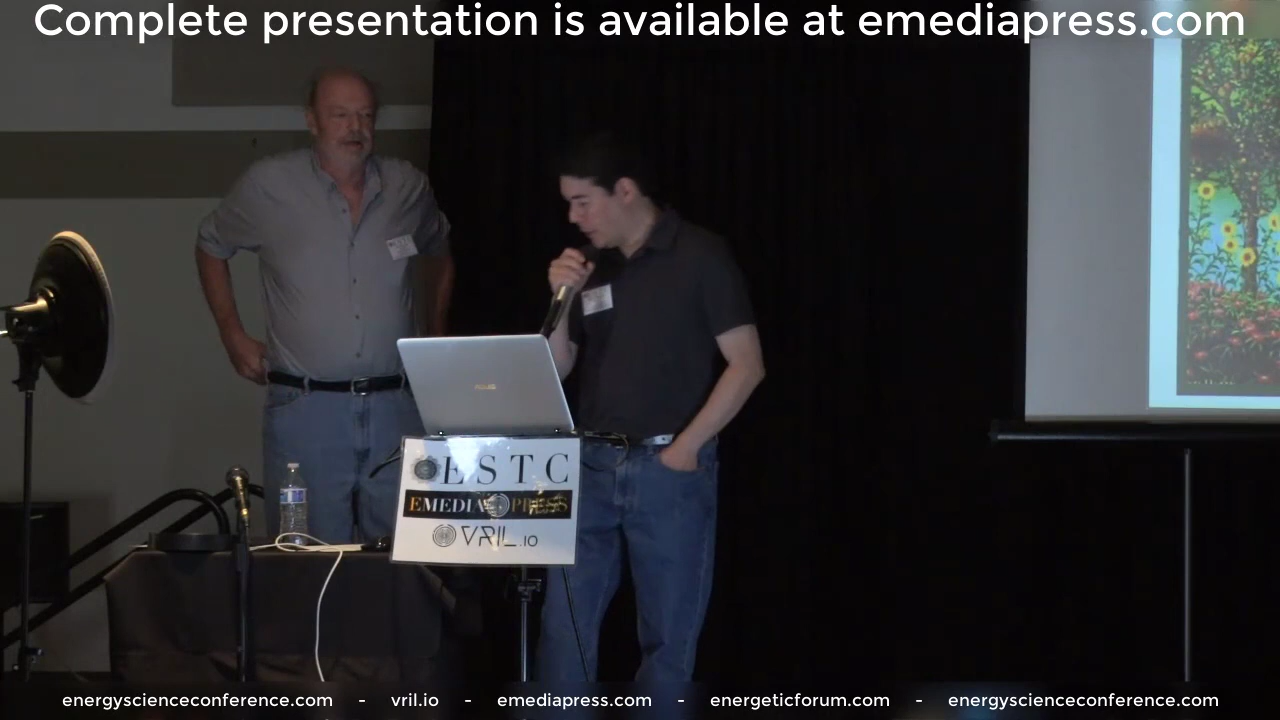 Complete presentation is available at emediapress.com
ASUS
ESTC
EMEDIA PRESS
VRIL.IO
energyscienceconference.com - vril.io - emediapress.com - energeticforum.com - energyscienceconference.com